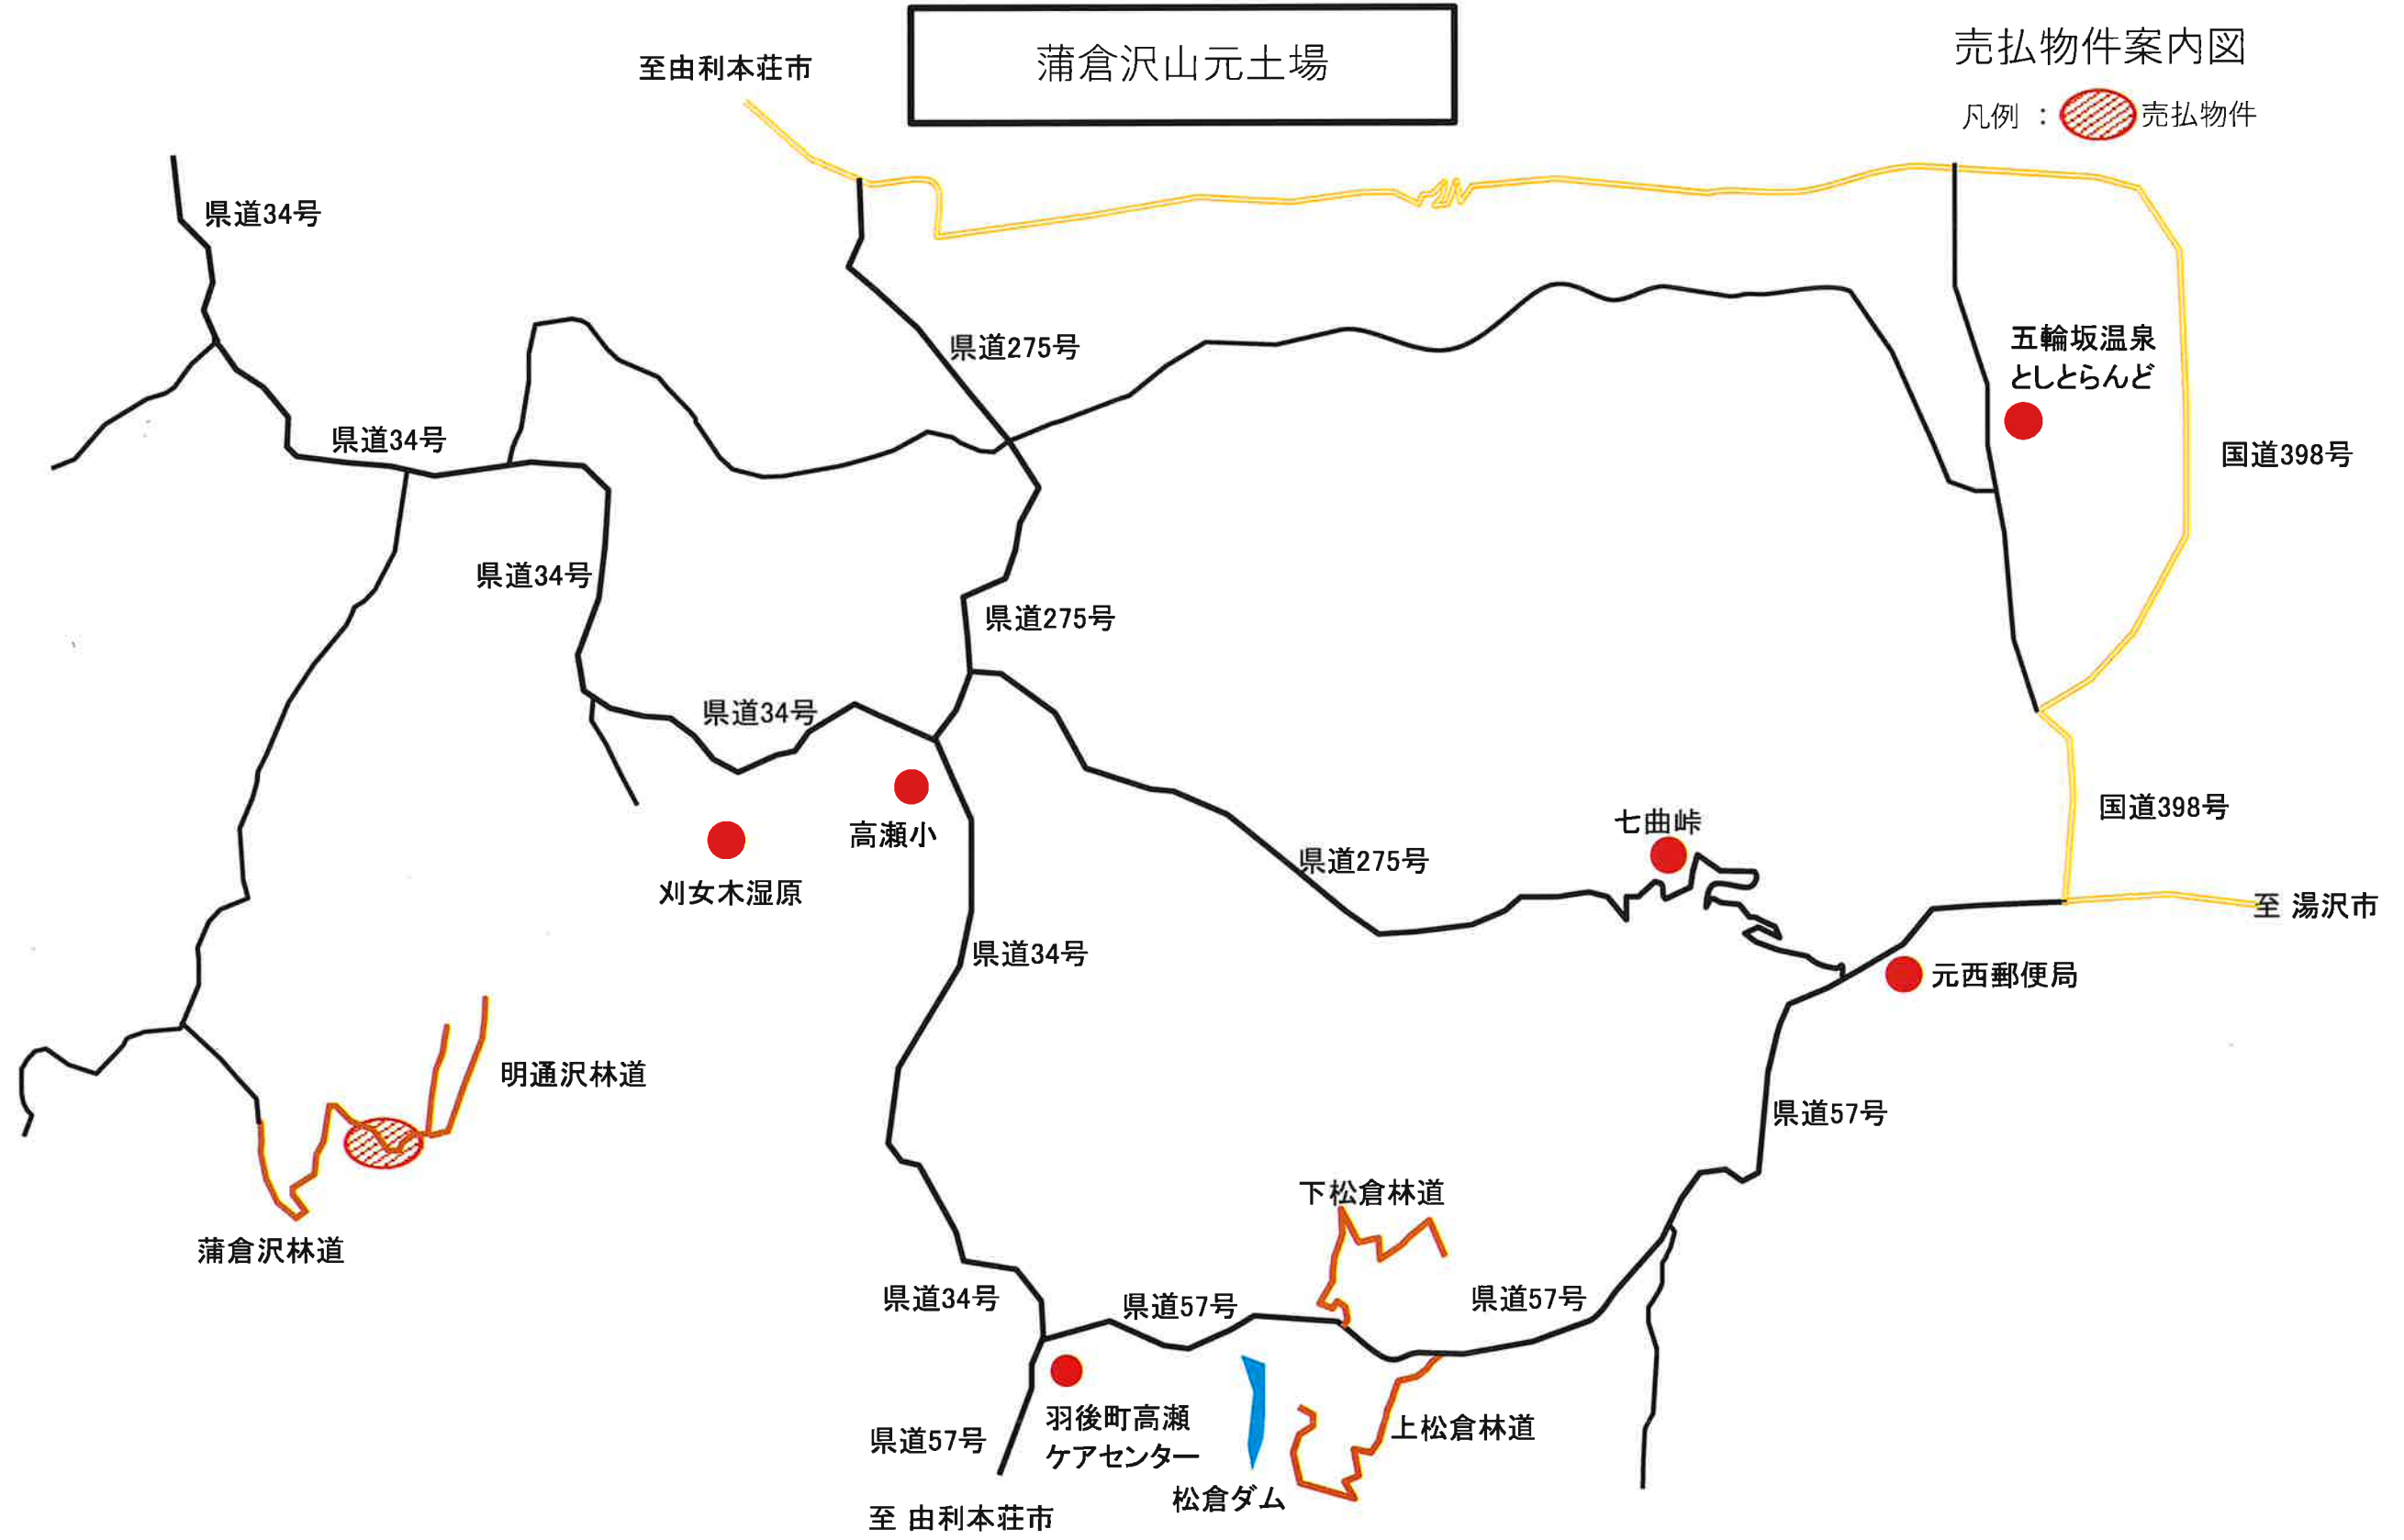 蒲倉沢山元土場
売払物件案内図
凡例 : 売払物件
至由利本荘市
県道34号
県道275号
五輪坂温泉
としとらんど
県道34号
国道398号
県道34号
県道275号
県道34号
国道398号
七曲峠
高瀬小
県道275号
刈女木湿原
至 湯沢市
県道34号
元西郵便局
明通沢林道
県道57号
下松倉林道
蒲倉沢林道
県道34号
県道57号
県道57号
羽後町高瀬
ケアセンター
上松倉林道
県道57号
松倉ダム
至 由利本荘市